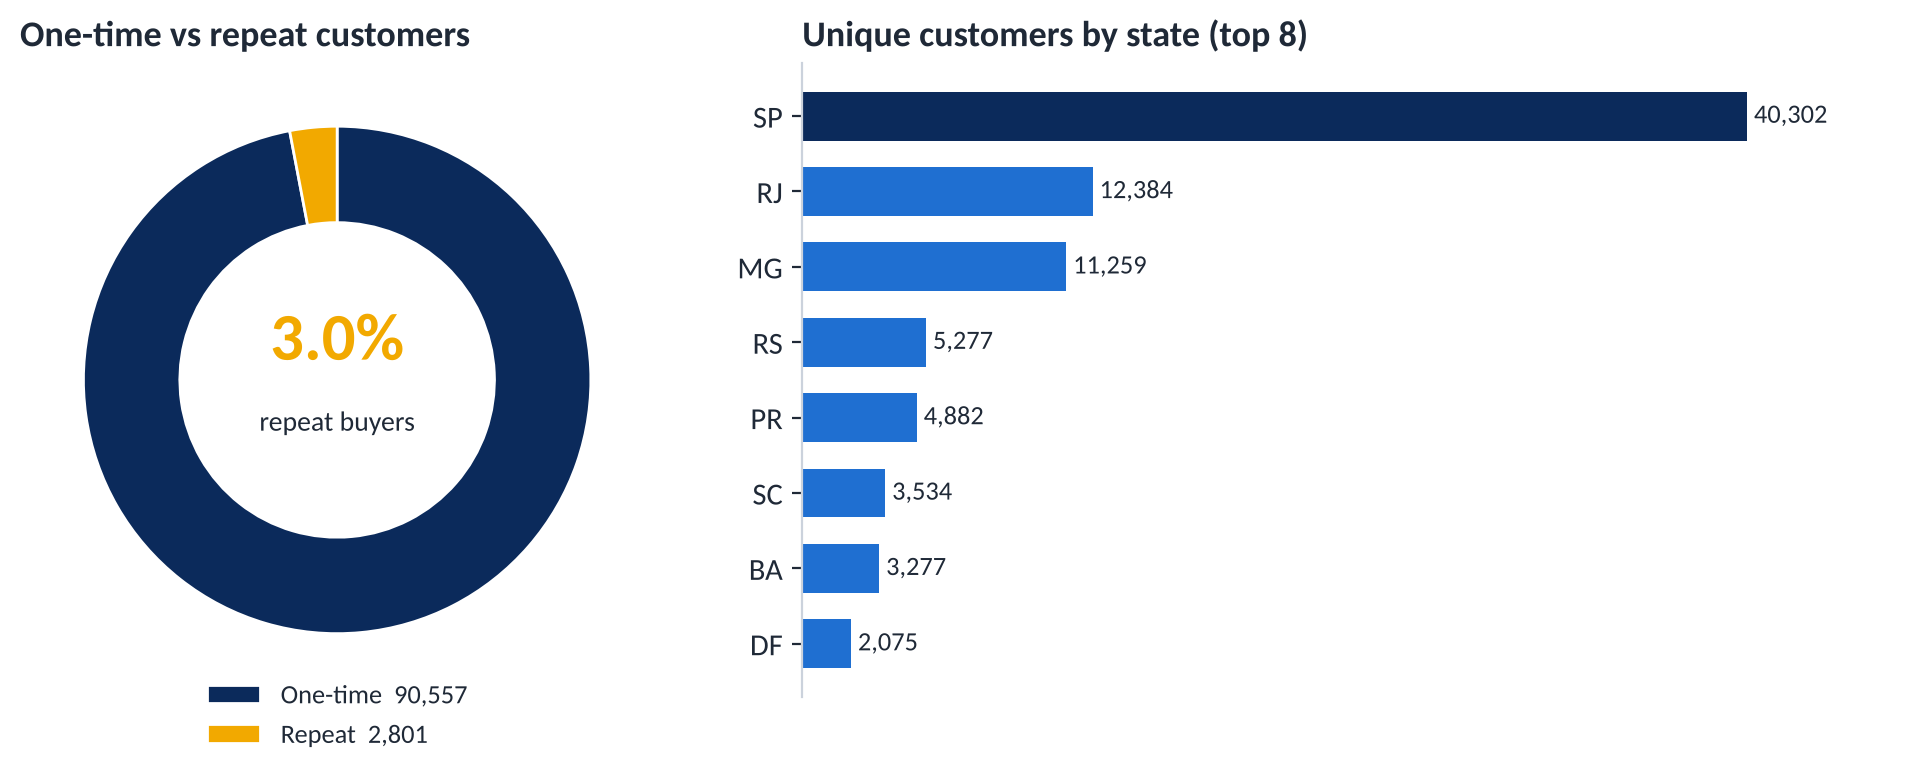 One-time vs repeat customers
3.0%
repeat buyers
One-time 90,557
Repeat 2,801
Unique customers by state (top 8)
SP 40,302
RJ 12,384
MG 11,259
RS 5,277
PR 4,882
SC 3,534
BA 3,277
DF 2,075